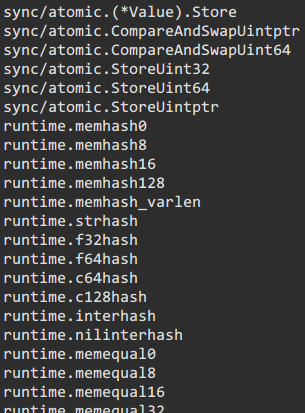 sync/atomic.(*Value).Store
sync/atomic.CompareAndSwapUintptr
sync/atomic.CompareAndSwapUint64
sync/atomic.StoreUint32
sync/atomic.StoreUint64
sync/atomic.StoreUintptr
runtime.memhash0
runtime.memhash8
runtime.memhash16
runtime.memhash128
runtime.memhash_varlen
runtime.strhash
runtime.f32hash
runtime.f64hash
runtime.c64hash
runtime.c128hash
runtime.interhash
runtime.nilinterhash
runtime.memequal0
runtime.memequal8
runtime.memequal16
runtime.memequal32